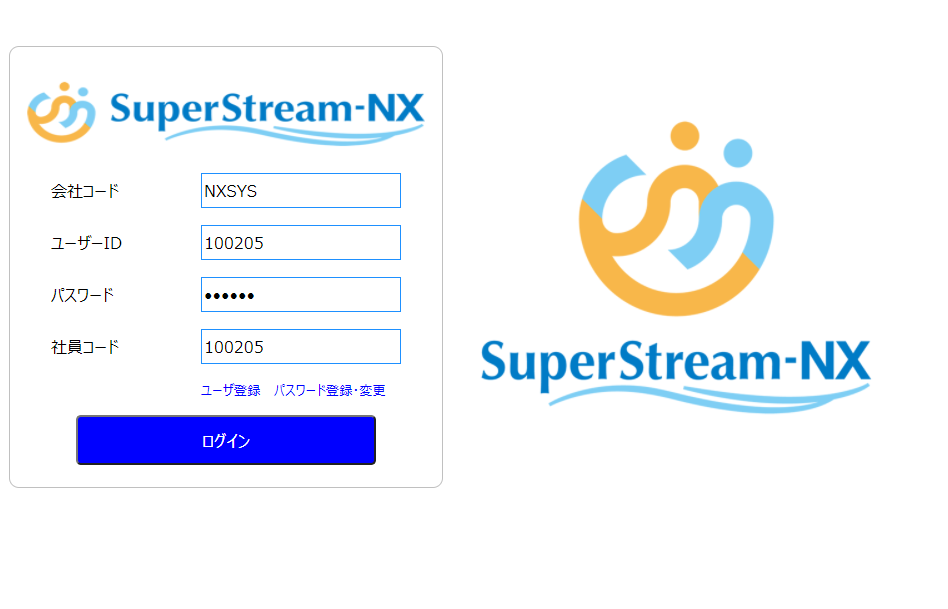 SuperStream-NX
会社コード NXSYS
ユーザーID 100205
パスワード ••••••
社員コード 100205
ユーザ登録 パスワード登録・変更
ログイン
SuperStream-NX